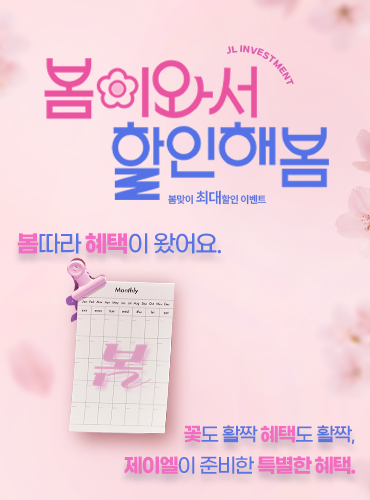 JL INVESTMENT
봄이와서
할인해봄
봄맞이 최대할인 이벤트
봄따라 혜택이 왔어요.
Monthly
봄
꽃도 활짝 혜택도 활짝,
제이엘이 준비한 특별한 혜택.